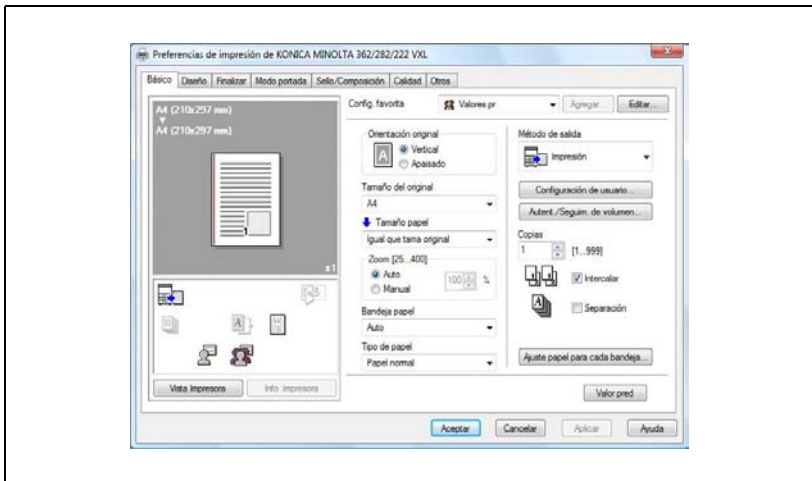 Preferencias de impresión de KONICA MINOLTA 362/282/222 VXL
Básico Diseño Finalizar Modo portada Sello/Composición Calidad Otros
A4 (210x297 mm)
A4 (210x297 mm)
1
x1
Vista impresora Info. impresora
Config. favorita Valores pr Agregar... Editar...
Orientación original
A Vertical
Apaisado
Tamaño del original
A4
Tamaño papel
Igual que tama original
Zoom [25...400]
Auto 100 %
Manual
Bandeja papel
Auto
Tipo de papel
Papel normal
Método de salida
Impresión
Configuración de usuario...
Autent./Seguim. de volumen...
Copias
1 [1...999]
Intercalar
Separación
Ajuste papel para cada bandeja...
Valor pred
Aceptar Cancelar Aplicar Ayuda